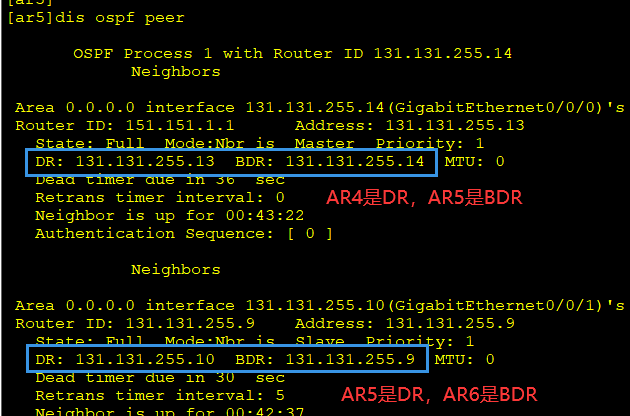 [ar5]
[ar5]dis ospf peer
OSPF Process 1 with Router ID 131.131.255.14
Neighbors
Area 0.0.0.0 interface 131.131.255.14(GigabitEthernet0/0/0)'s
Router ID: 151.151.1.1 Address: 131.131.255.13
State: Full Mode:Nbr is Master Priority: 1
DR: 131.131.255.13 BDR: 131.131.255.14 MTU: 0
Dead timer due in 36 sec
Retrans timer interval: 0
AR4是DR，AR5是BDR
Neighbor is up for 00:43:22
Authentication Sequence: [ 0 ]
Neighbors
Area 0.0.0.0 interface 131.131.255.10(GigabitEthernet0/0/1)'s
Router ID: 131.131.255.9 Address: 131.131.255.9
State: Full Mode:Nbr is Slave Priority: 1
DR: 131.131.255.10 BDR: 131.131.255.9 MTU: 0
Dead timer due in 30 sec
Retrans timer interval: 5
AR5是DR，AR6是BDR
Neighbor is up for 00:42:37